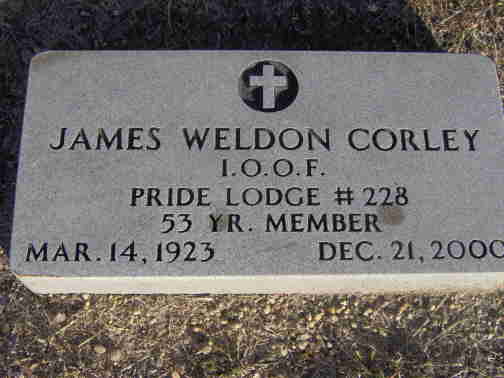 JAMES WELDON CORLEY
I.O.O.F.
PRIDE LODGE # 228
53 YR. MEMBER
MAR. 14, 1923 DEC. 21, 2000